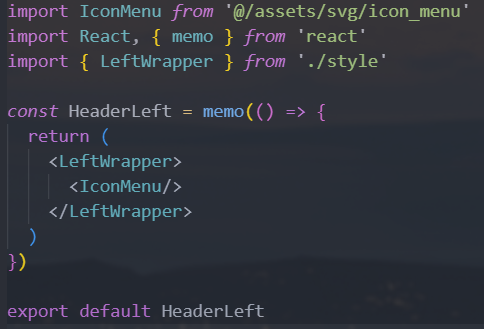 import IconMenu from '@/assets/svg/icon_menu'
import React, { memo } from 'react'
import { LeftWrapper } from './style'

const HeaderLeft = memo(() => {
  return (
    <LeftWrapper>
      <IconMenu/>
    </LeftWrapper>
  )
})

export default HeaderLeft